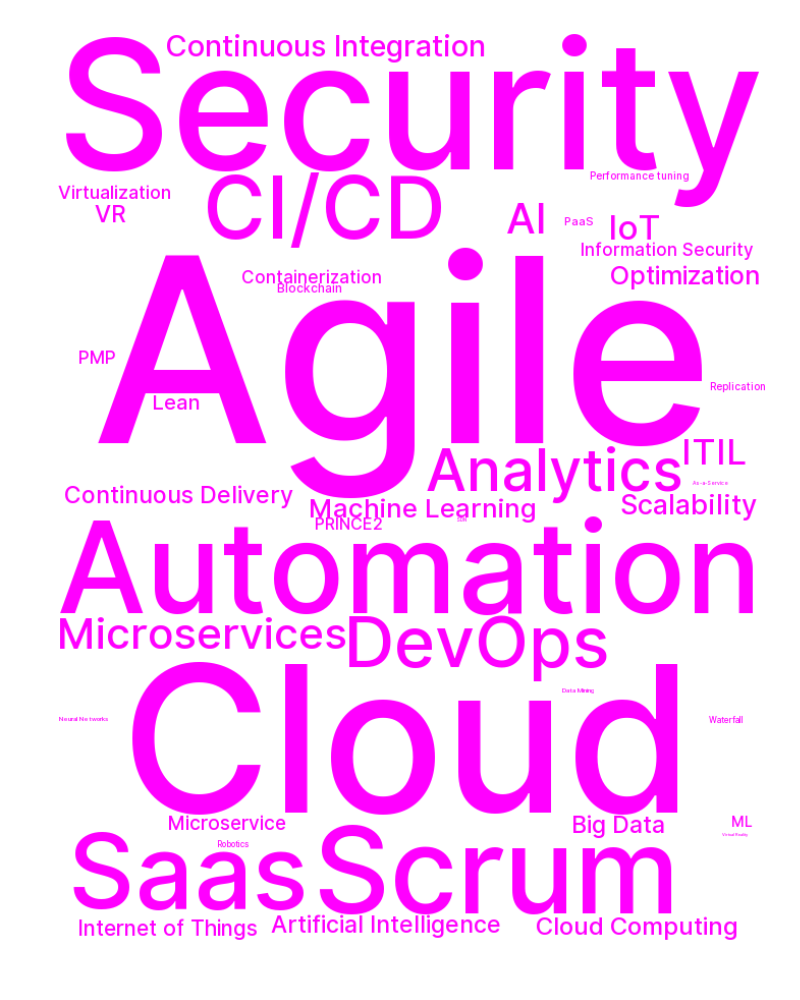 Continuous Integration
Security
Performance tuning
Virtualization
CI/CD
VR
AI
PaaS
IoT
Information Security
Containerization
Optimization
Blockchain
Agile
PMP
Replication
Lean
Analytics
ITIL
As-a-Service
Continuous Delivery
Machine Learning
Scalability
PRINCE2
Automation
Microservices
DevOps
Data Mining
Neural Networks
Waterfall
Cloud
Microservice
Big Data
ML
Virtual Reality
Robotics
Saas
Scrum
Internet of Things
Artificial Intelligence
Cloud Computing